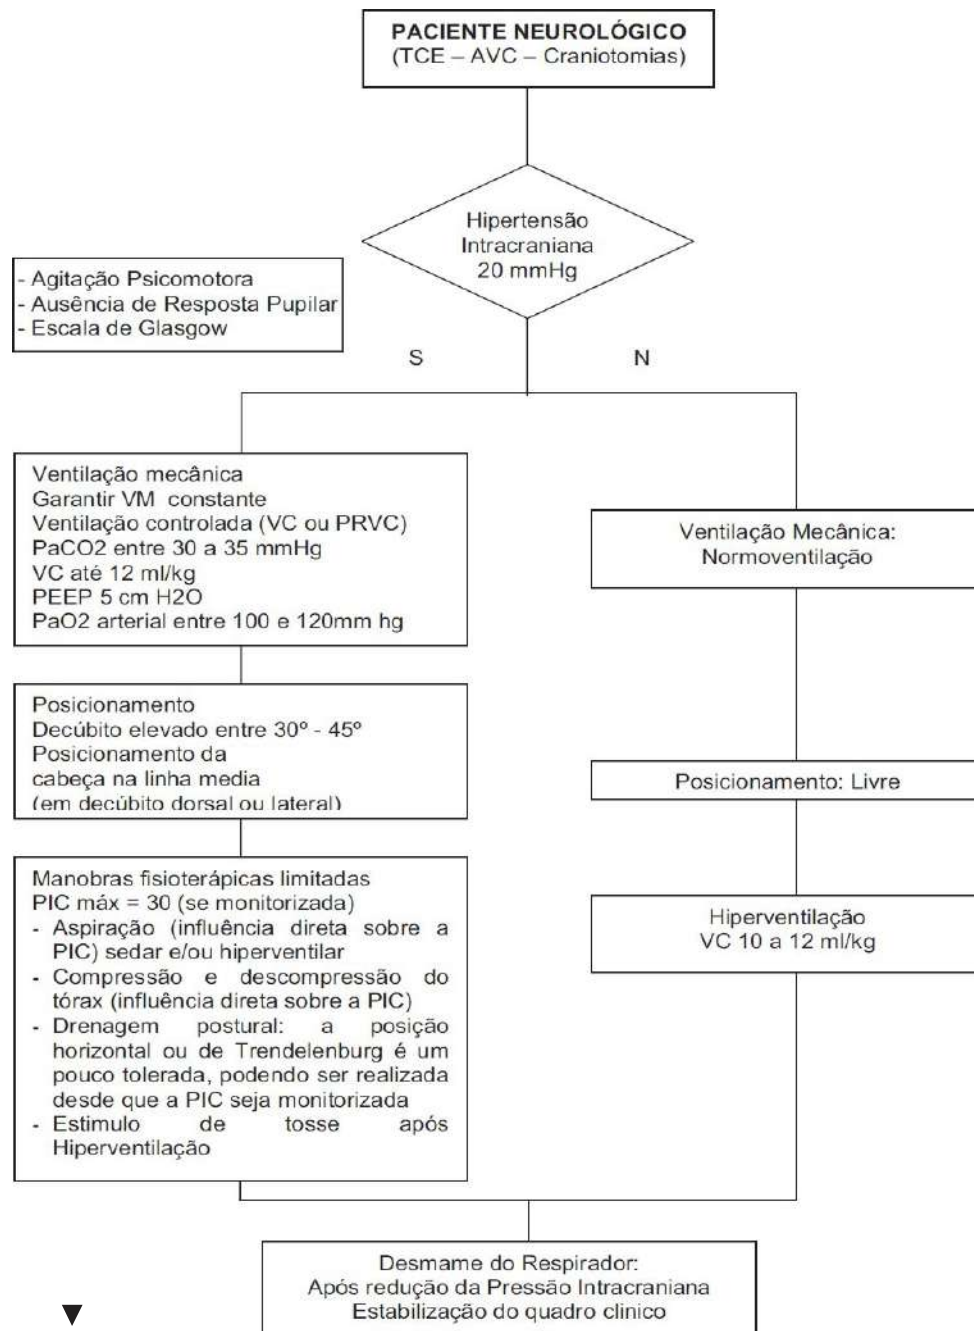 PACIENTE NEUROLÓGICO
(TCE – AVC – Craniotomias)
Hipertensão
Intracraniana
20 mmHg
- Agitação Psicomotora
- Ausência de Resposta Pupilar
- Escala de Glasgow
S
N
Ventilação mecânica
Garantir VM constante
Ventilação controlada (VC ou PRVC)
PaCO2 entre 30 a 35 mmHg
VC até 12 ml/kg
PEEP 5 cm H2O
PaO2 arterial entre 100 e 120mm hg
Ventilação Mecânica:
Normoventilação
Posicionamento
Decúbito elevado entre 30º - 45º
Posicionamento da
cabeça na linha media
(em decúbito dorsal ou lateral)
Posicionamento: Livre
Manobras fisioterápicas limitadas
PIC máx = 30 (se monitorizada)
- Aspiração (influência direta sobre a
PIC) sedar e/ou hiperventilar
- Compressão e descompressão do
tórax (influência direta sobre a PIC)
- Drenagem postural: a posição
horizontal ou de Trendelenburg é um
pouco tolerada, podendo ser realizada
desde que a PIC seja monitorizada
- Estimulo de tosse após
Hiperventilação
Hiperventilação
VC 10 a 12 ml/kg
Desmame do Respirador:
Após redução da Pressão Intracraniana
Estabilização do quadro clinico